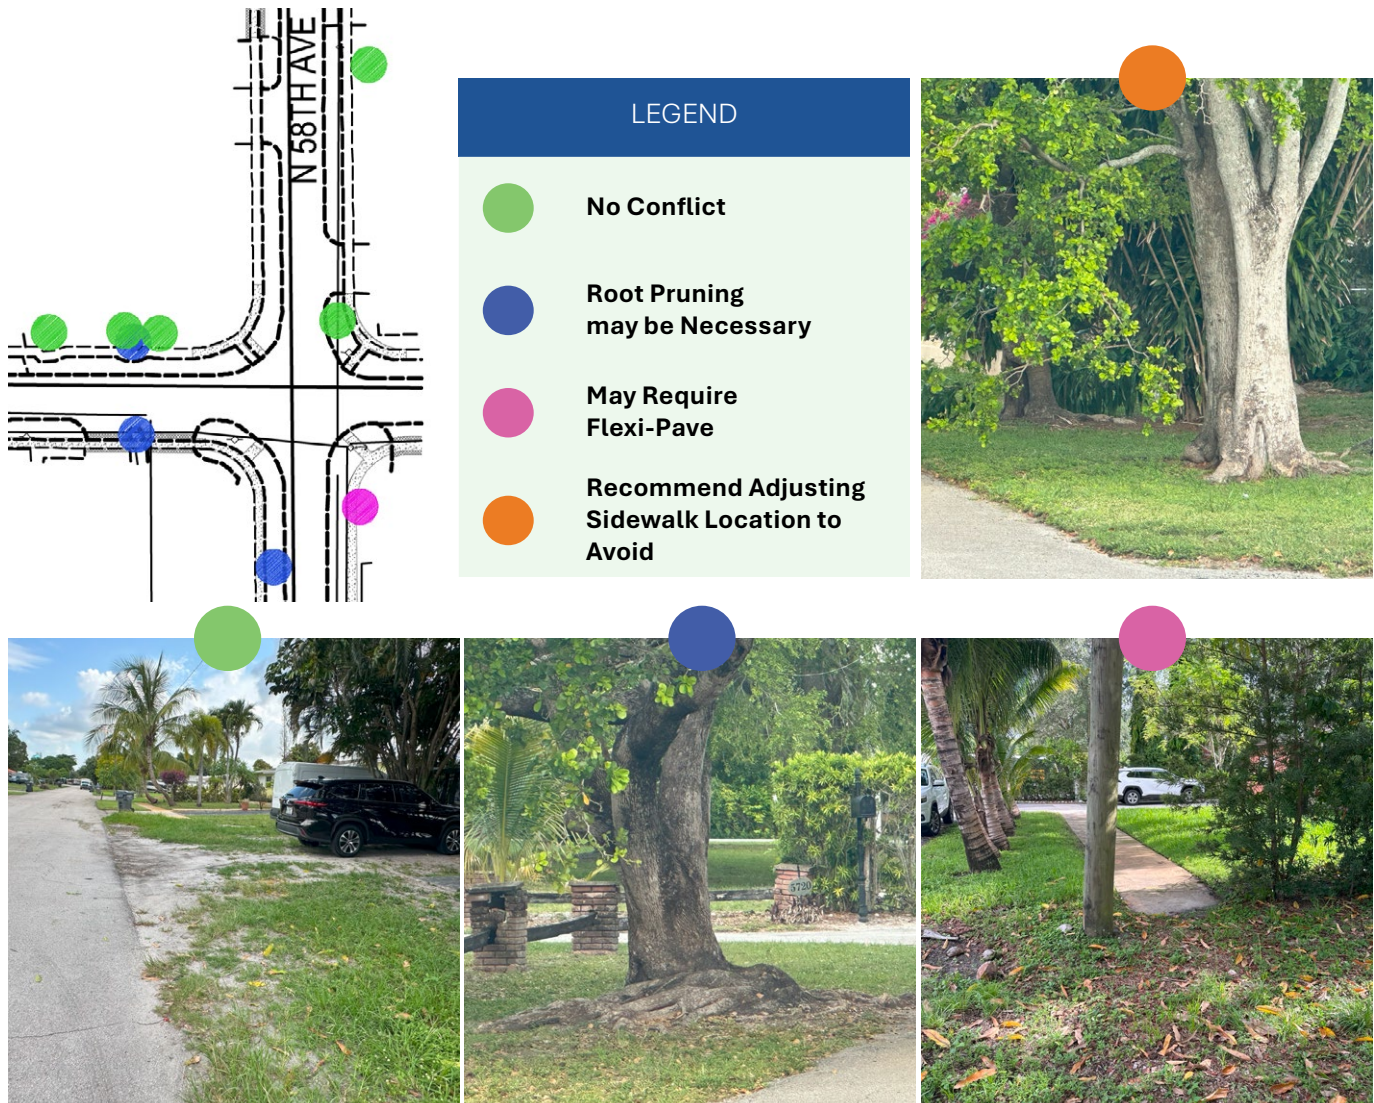 N 58TH AVE
LEGEND
No Conflict
Root Pruning
may be Necessary
May Require
Flexi-Pave
Recommend Adjusting
Sidewalk Location to
Avoid
5720